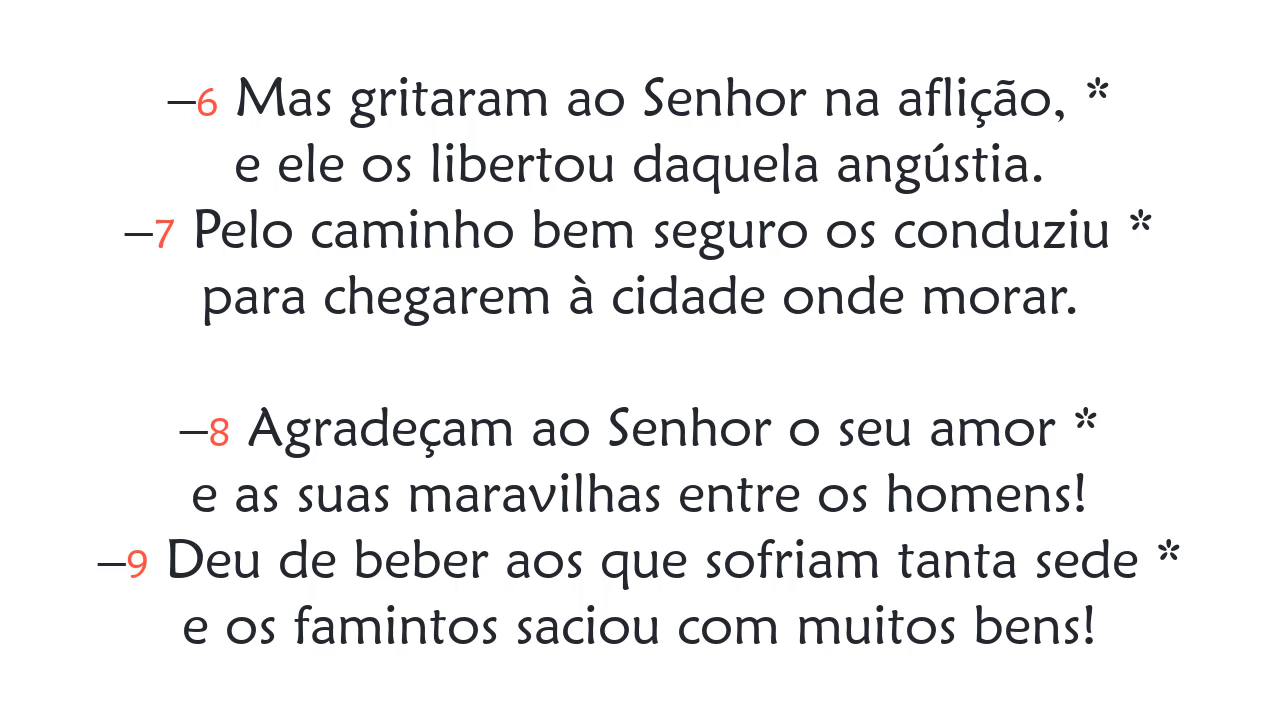 –6 Mas gritaram ao Senhor na aflição, *
e ele os libertou daquela angústia.
–7 Pelo caminho bem seguro os conduziu *
para chegarem à cidade onde morar.
–8 Agradeçam ao Senhor o seu amor *
e as suas maravilhas entre os homens!
–9 Deu de beber aos que sofriam tanta sede *
e os famintos saciou com muitos bens!